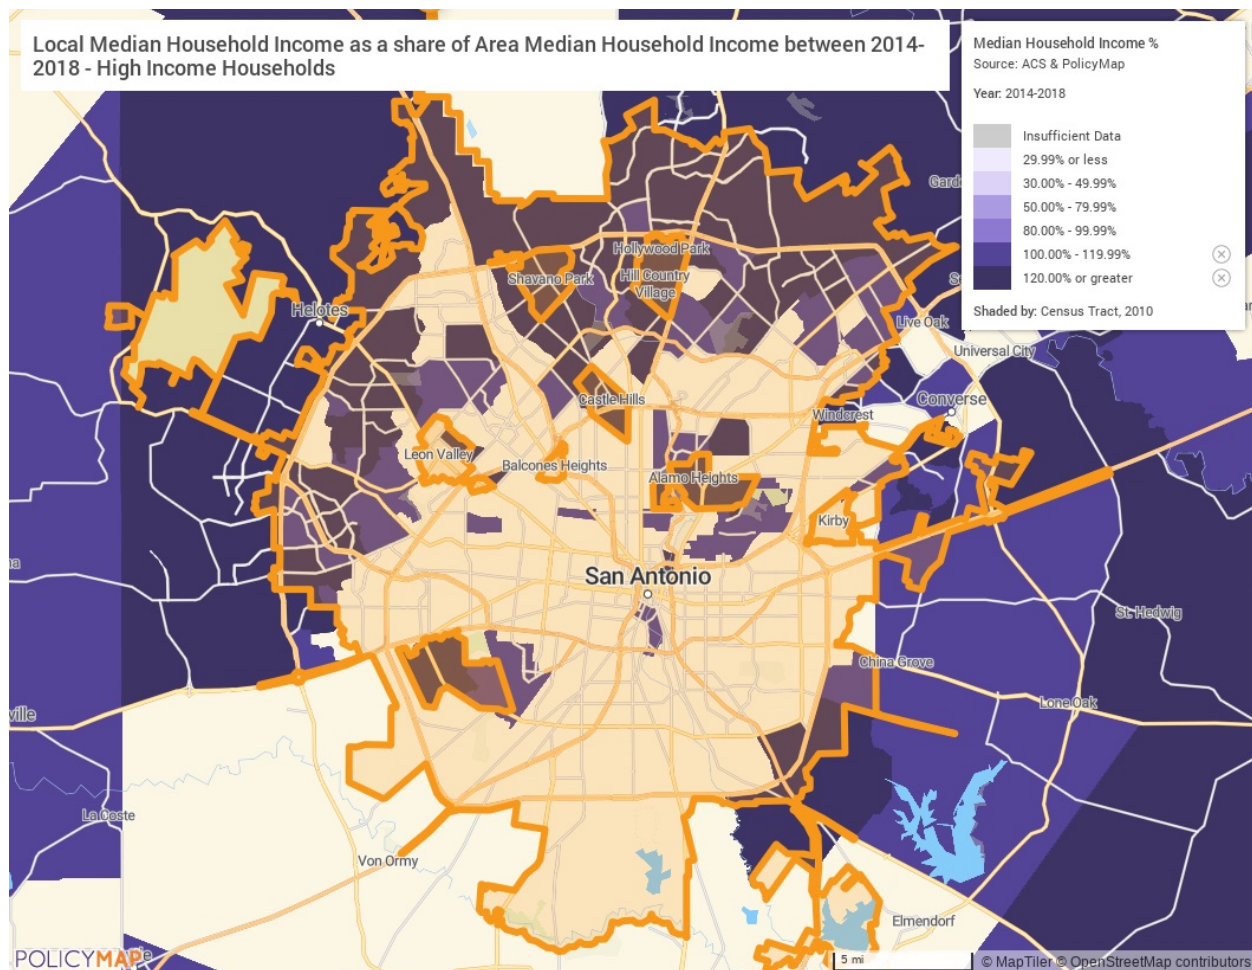 Local Median Household Income as a share of Area Median Household Income between 2014-
2018 - High Income Households
Median Household Income %
Source: ACS & PolicyMap
Year: 2014-2018
Insufficient Data
29.99% or less
30.00% - 49.99%
50.00% - 79.99%
80.00% - 99.99%
100.00% - 119.99%
120.00% or greater
Shaded by: Census Tract, 2010
Hollywood Park
Shavano Park
Hill Country
Village
Helotes
Live Oak
Universal City
Castle Hills
Converse
Windcrest
Leon Valley
Balcones Heights
Alamo Heights
Kirby
San Antonio
St. Hedwig
China Grove
Lone Oak
ville
La Coste
Von Ormy
Elmendorf
POLICYMAP
5 mi
© MapTiler © OpenStreetMap contributors